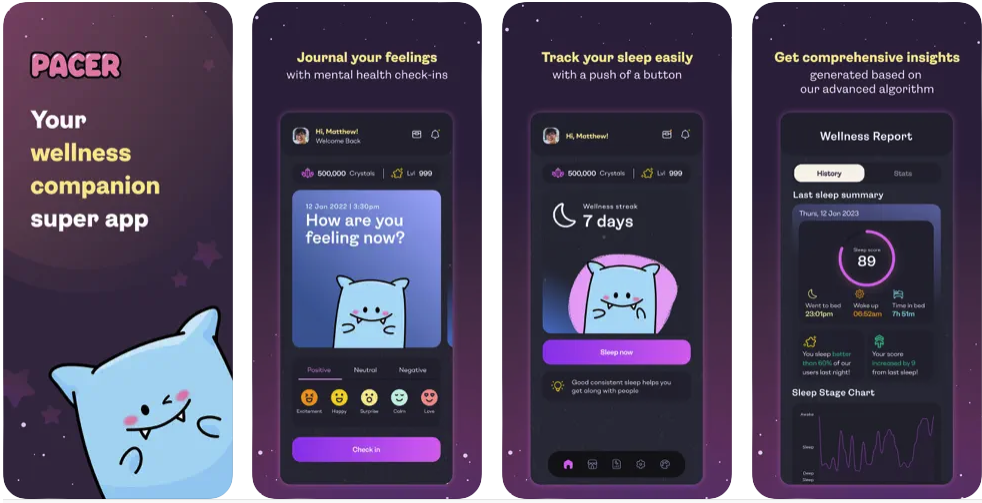 PACER
Your
wellness
companion
super app
Journal your feelings
with mental health check-ins
Hi, Matthew!
Welcome Back
500,000 Crystals
Lvl 999
12 Jan 2022 | 3:30pm
How are you
feeling now?
Positive
Neutral
Negative
Excitement
Happy
Surprise
Calm
Love
Check in
Track your sleep easily
with a push of a button
Hi, Matthew!
500,000 Crystals
Lvl 999
Wellness streak
7 days
Sleep now
Good consistent sleep helps you
get along with people
Get comprehensive insights
generated based on
our advanced algorithm
Wellness Report
History
Stats
Last sleep summary
Thurs, 12 Jan 2023
Sleep score
89
Went to bed
23:01pm
Wake up
06:52am
Time in bed
7h 51m
You sleep better
than 60% of our
users last night!
Your score
increased by 9
from last sleep!
Sleep Stage Chart
Awake
Sleep
Deep
Sleep